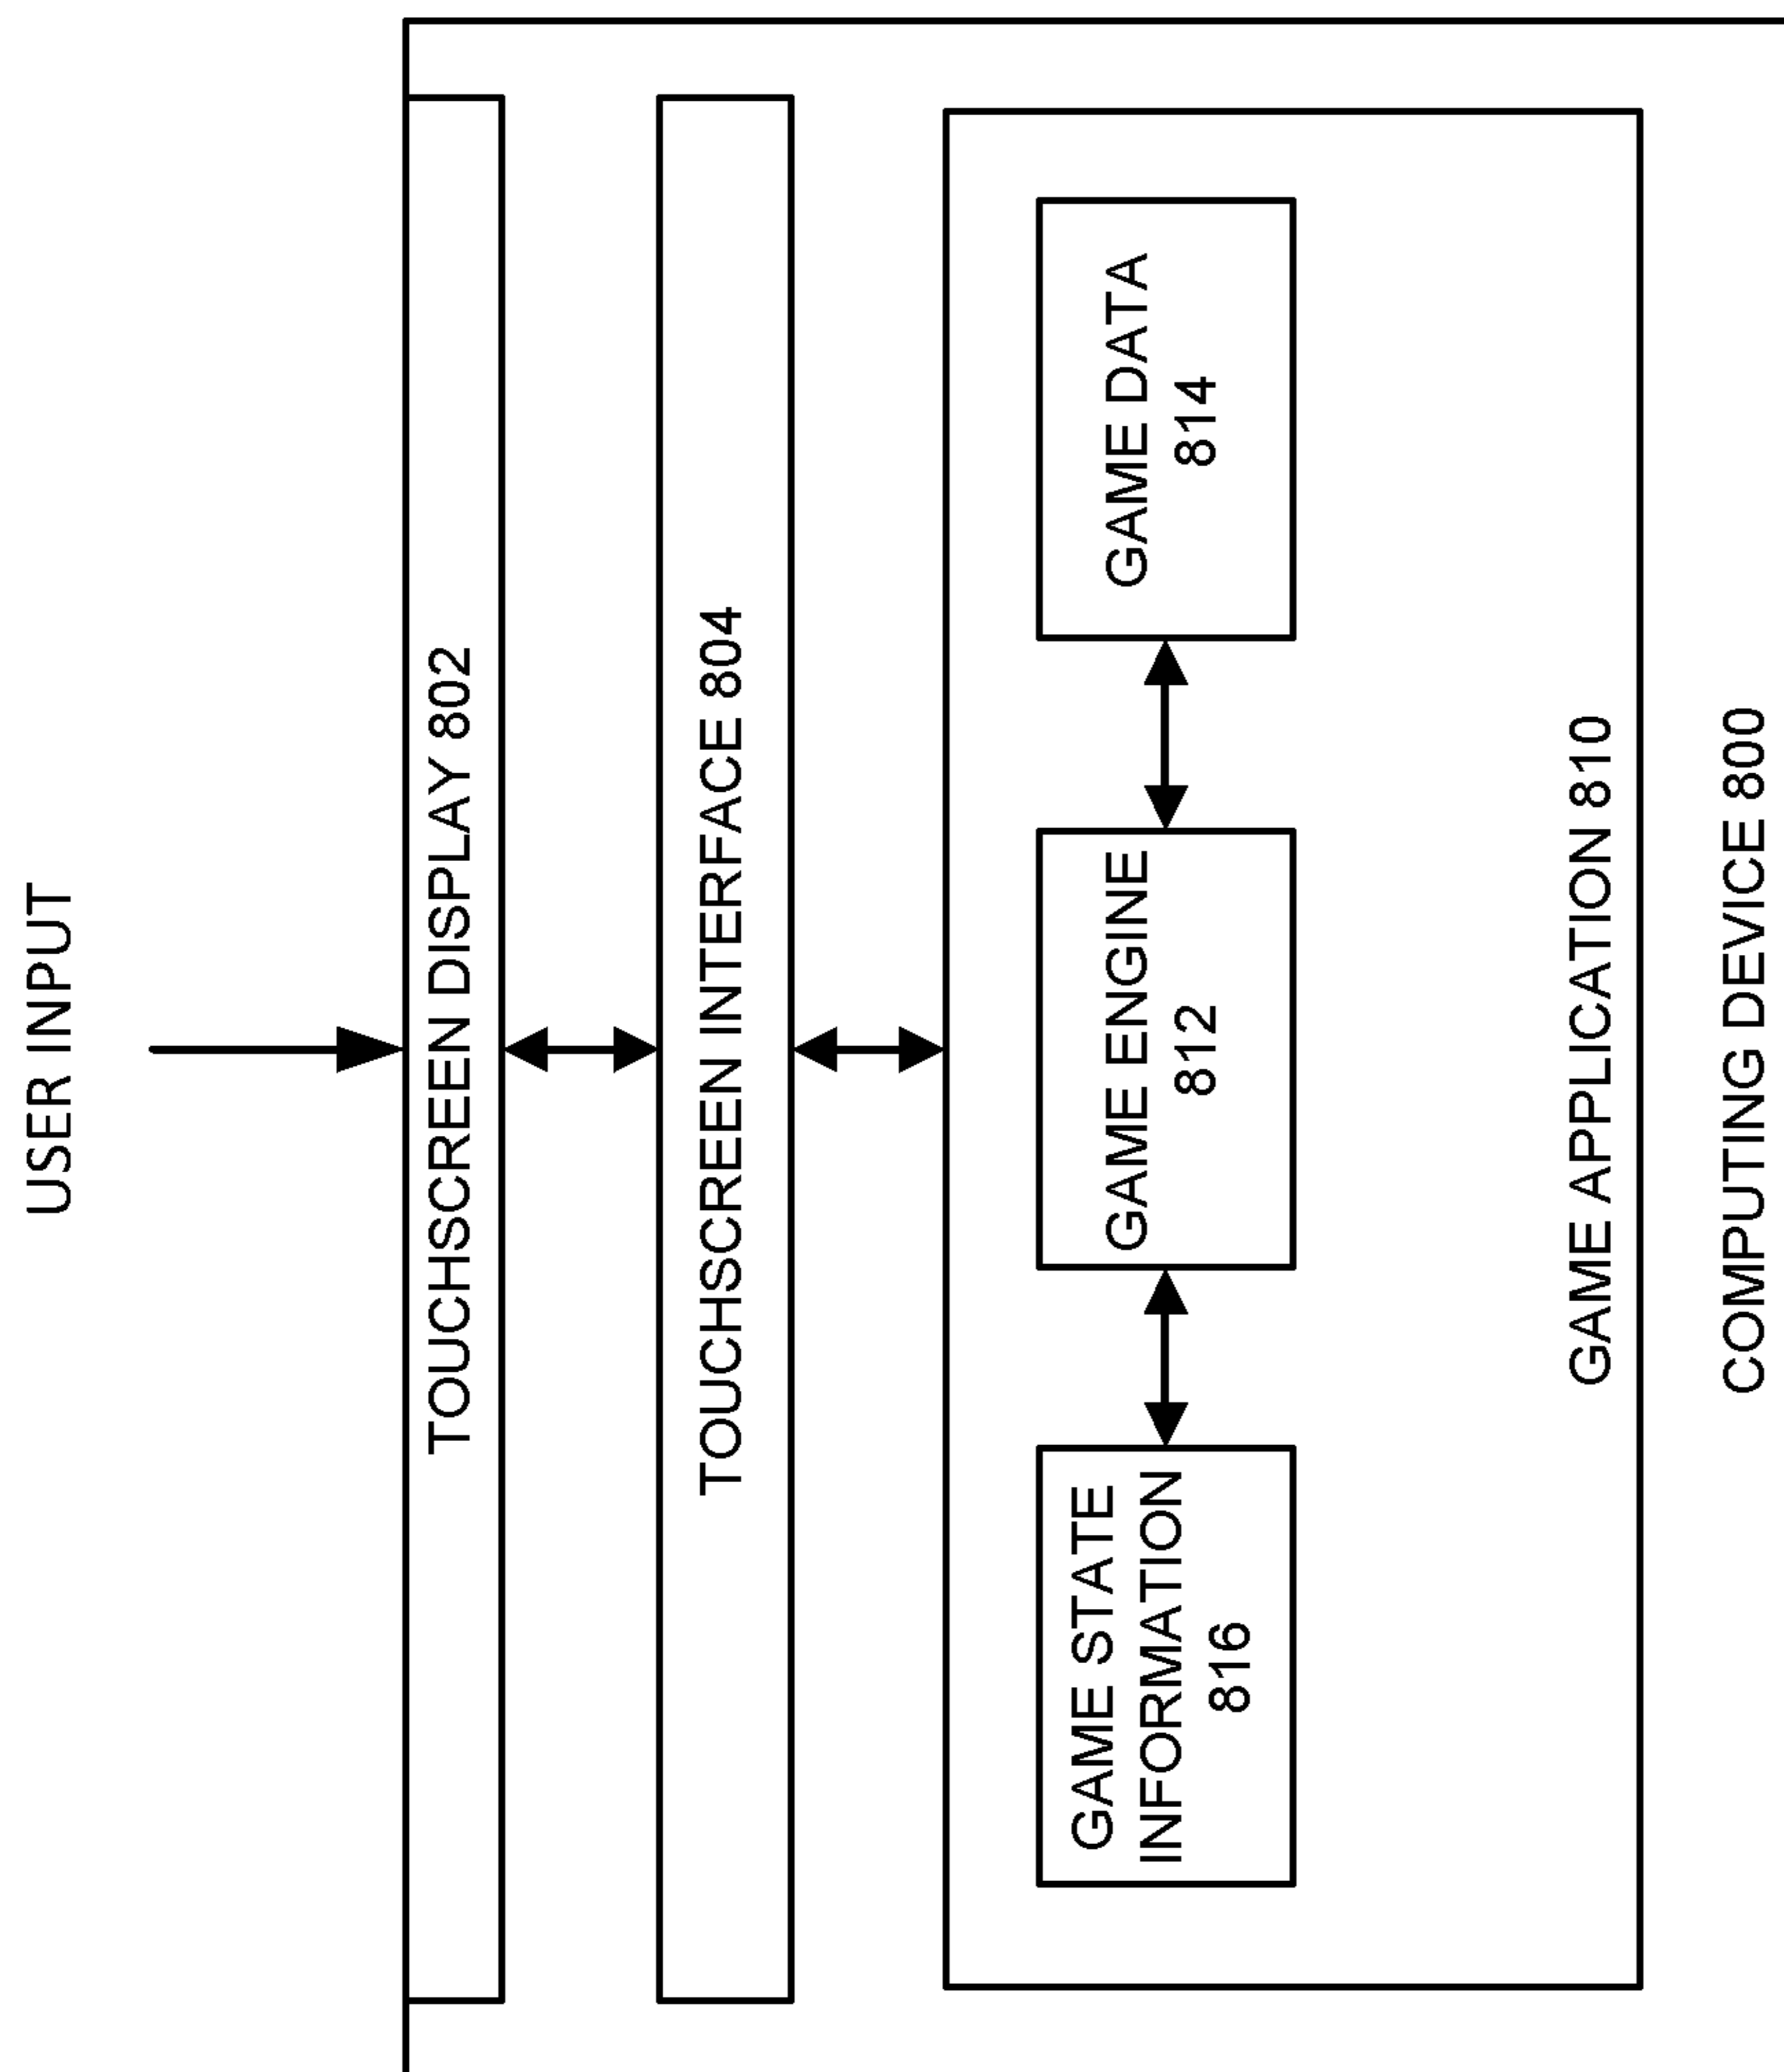 USER INPUT
TOUCHSCREEN DISPLAY 802
TOUCHSCREEN INTERFACE 804
GAME STATE
INFORMATION
816
GAME ENGINE
812
GAME DATA
814
GAME APPLICATION 810
COMPUTING DEVICE 800